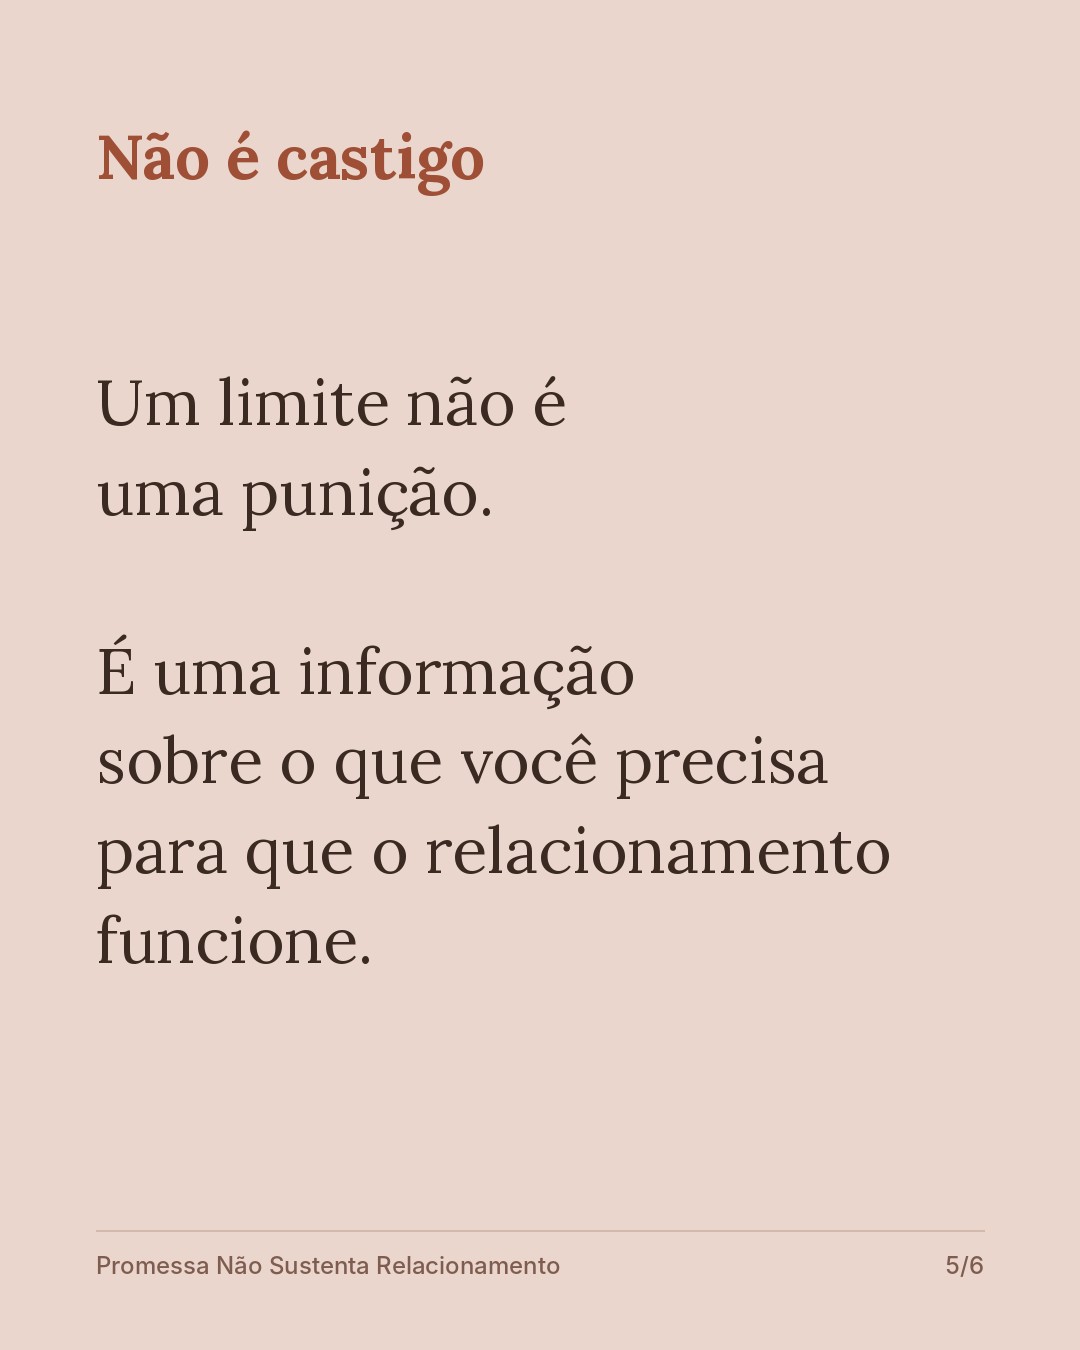 Não é castigo
Um limite não é
uma punição.
É uma informação
sobre o que você precisa
para que o relacionamento
funcione.
Promessa Não Sustenta Relacionamento
5/6